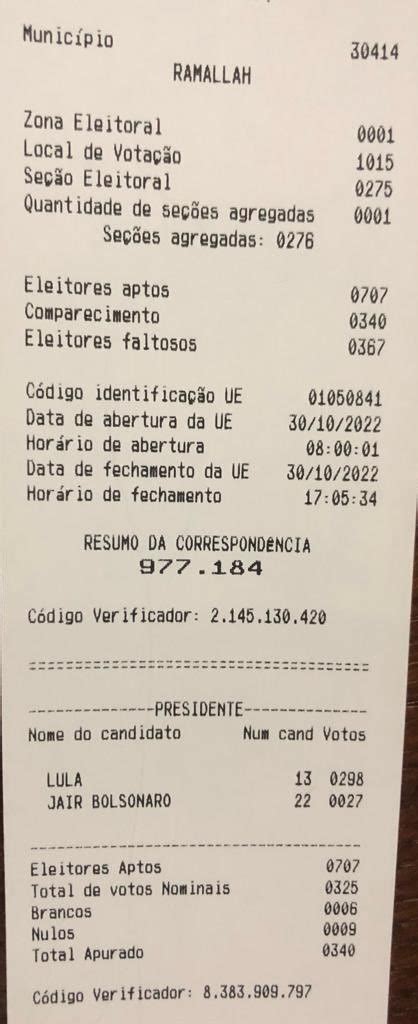 Município 30414
RAMALLAH
Zona Eleitoral 0001
Local de Votação 1015
Seção Eleitoral 0275
Quantidade de seções agregadas 0001
Seções agregadas: 0276
Eleitores aptos 0707
Comparecimento 0340
Eleitores faltosos 0367
Código identificação UE 01050841
Data de abertura da UE 30/10/2022
Horário de abertura 08:00:01
Data de fechamento da UE 30/10/2022
Horário de fechamento 17:05:34
RESUMO DA CORRESPONDÊNCIA
977.184
Código Verificador: 2.145.130.420
=======================================
--------------PRESIDENTE--------------
Nome do candidato Num cand Votos
LULA 13 0298
JAIR BOLSONARO 22 0027
--------------------------------------
Eleitores Aptos 0707
Total de votos Nominais 0325
Brancos 0006
Nulos 0009
Total Apurado 0340
Código Verificador: 8.383.909.797